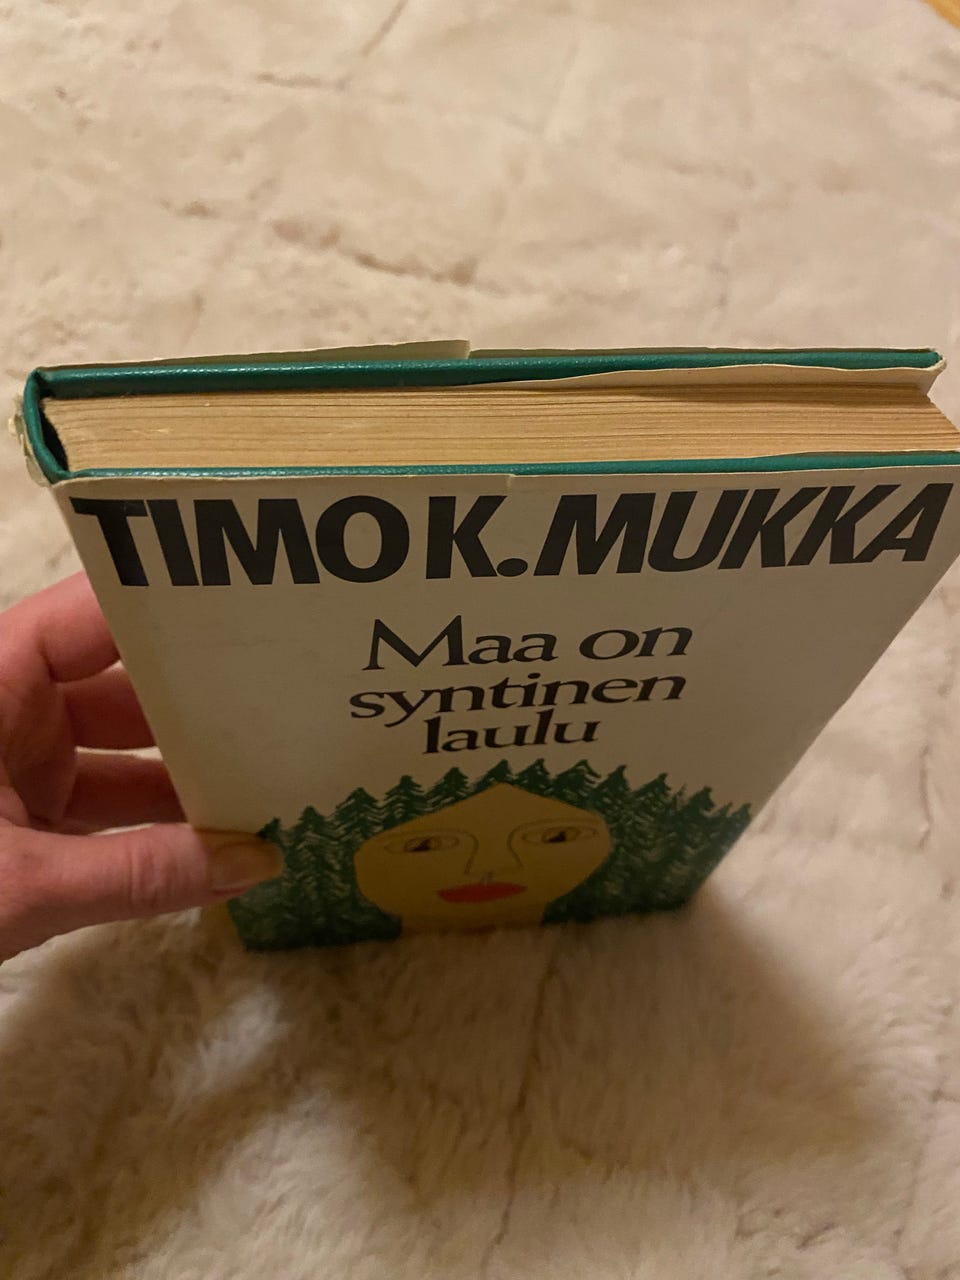 TIMO K. MUKKA
Maa on
syntinen
laulu